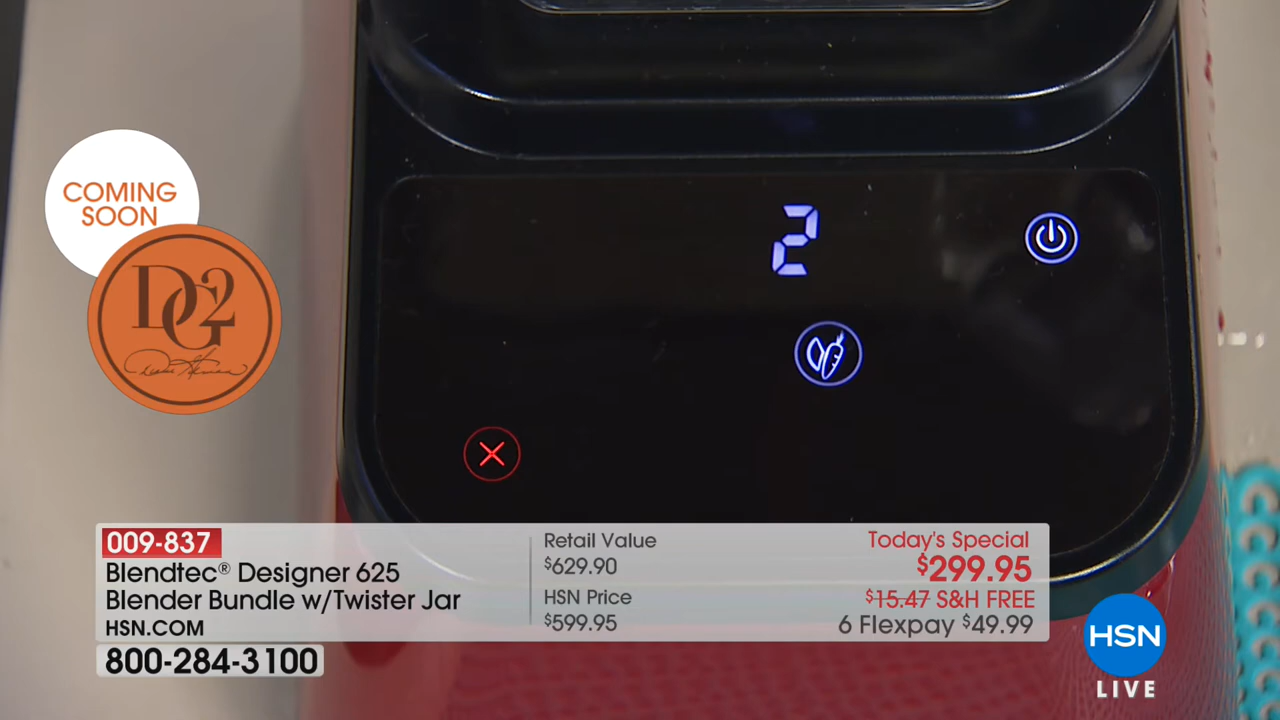 COMING
SOON
DG2
2
009-837
Blendtec® Designer 625
Blender Bundle w/Twister Jar
HSN.COM
800-284-3100
Retail Value
$629.90
HSN Price
$599.95
Today's Special
$299.95
$15.47 S&H FREE
6 Flexpay $49.99
HSN
LIVE